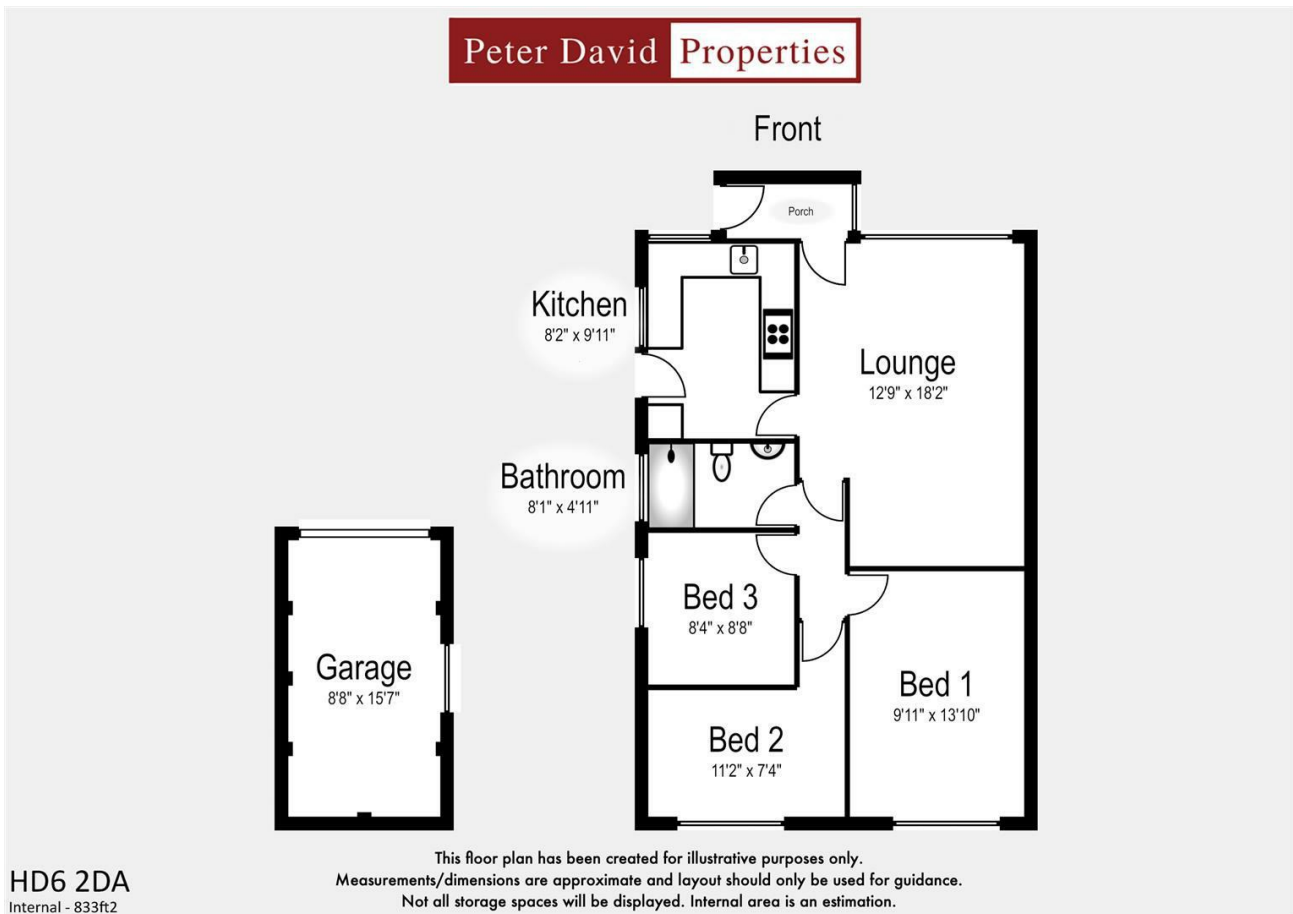 Peter David Properties
Front
Porch
Kitchen
8'2" x 9'11"
Lounge
12'9" x 18'2"
Bathroom
8'1" x 4'11"
Bed 3
8'4" x 8'8"
Garage
8'8" x 15'7"
Bed 1
9'11" x 13'10"
Bed 2
11'2" x 7'4"
This floor plan has been created for illustrative purposes only.
Measurements/dimensions are approximate and layout should only be used for guidance.
Not all storage spaces will be displayed. Internal area is an estimation.
HD6 2DA
Internal - 833ft2